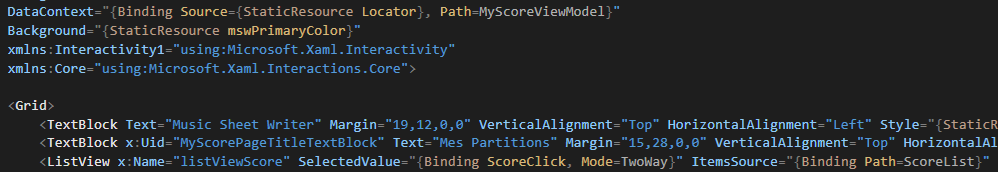 DataContext="{Binding Source={StaticResource Locator}, Path=MyScoreViewModel}"
Background="{StaticResource mswPrimaryColor}"
xmlns:Interactivity1="using:Microsoft.Xaml.Interactivity"
xmlns:Core="using:Microsoft.Xaml.Interactions.Core">
<Grid>
<TextBlock Text="Music Sheet Writer" Margin="19,12,0,0" VerticalAlignment="Top" HorizontalAlignment="Left" Style="{StaticR
<TextBlock x:Uid="MyScorePageTitleTextBlock" Text="Mes Partitions" Margin="15,28,0,0" VerticalAlignment="Top" HorizontalAl
<ListView x:Name="listViewScore" SelectedValue="{Binding ScoreClick, Mode=TwoWay}" ItemsSource="{Binding Path=ScoreList}"